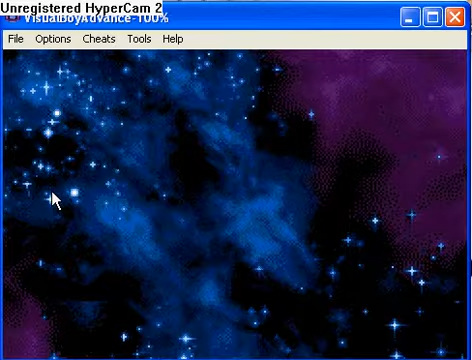 Unregistered HyperCam 2
VisualBoyAdvance-100%
File Options Cheats Tools Help